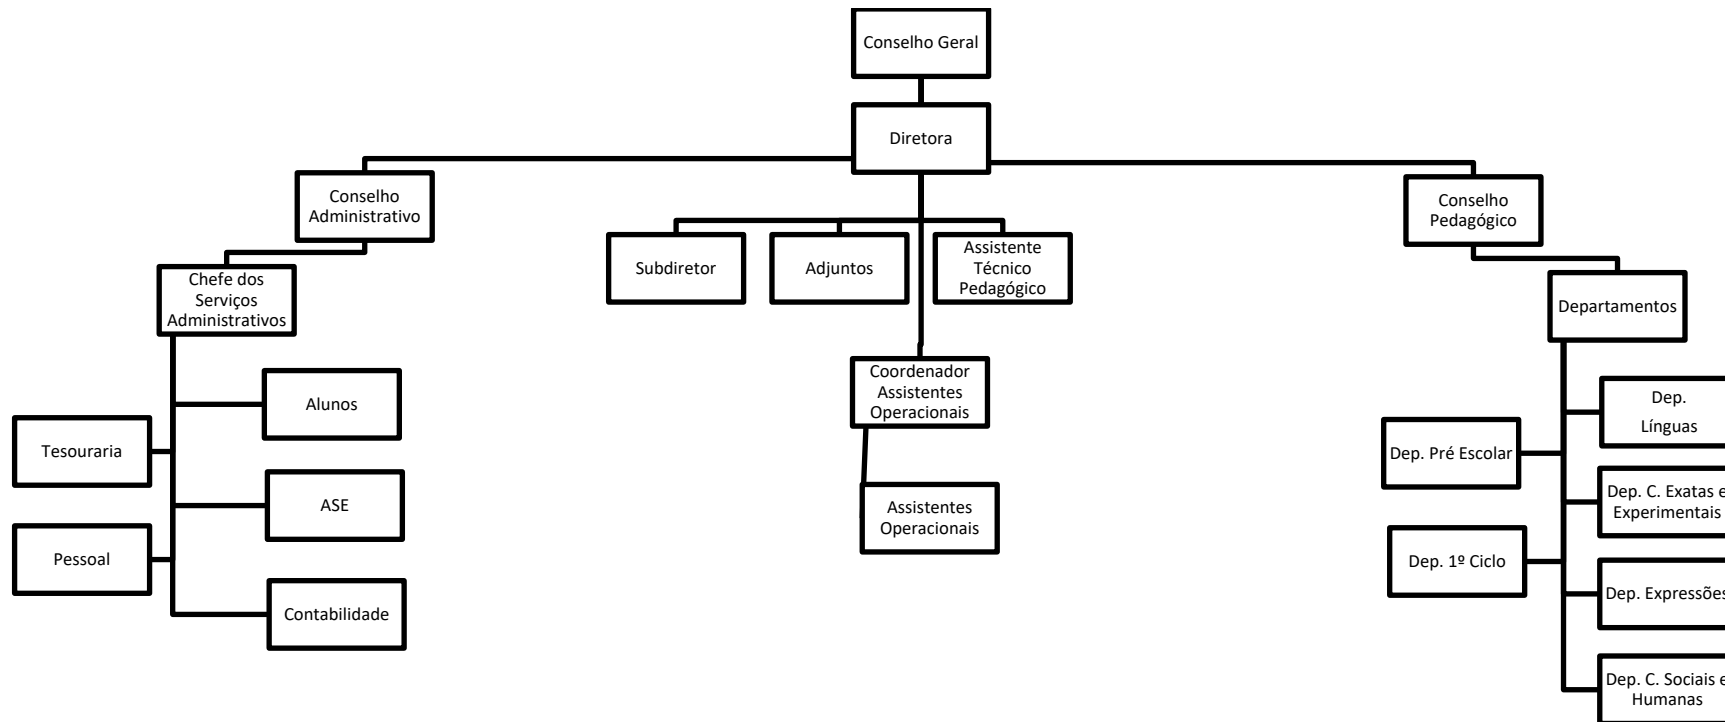 Conselho Geral
Diretora
Conselho
Administrativo
Conselho
Pedagógico
Subdiretor
Adjuntos
Assistente
Técnico
Pedagógico
Chefe dos
Serviços
Administrativos
Departamentos
Coordenador
Assistentes
Operacionais
Alunos
Tesouraria
ASE
Pessoal
Contabilidade
Assistentes
Operacionais
Dep.
Línguas
Dep. Pré Escolar
Dep. C. Exatas e
Experimentais
Dep. 1º Ciclo
Dep. Expressões
Dep. C. Sociais e
Humanas